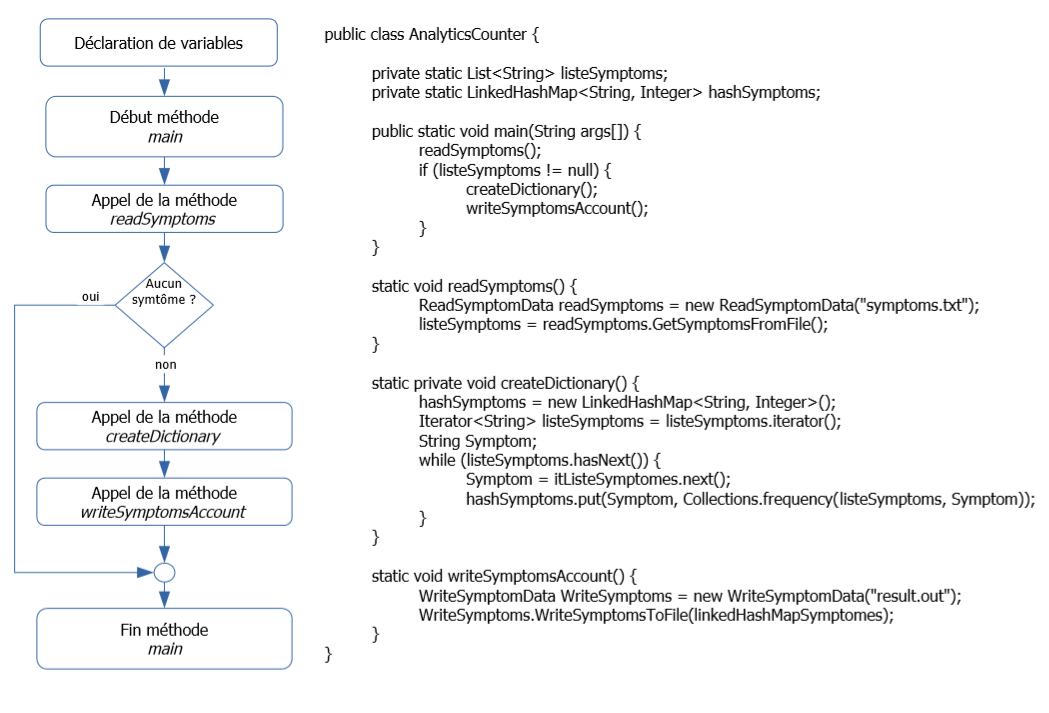 Déclaration de variables
Début méthode
main
Appel de la méthode
readSymptoms
Aucun
symtôme ?
oui
non
Appel de la méthode
createDictionary
Appel de la méthode
writeSymptomsAccount
Fin méthode
main
public class AnalyticsCounter {
private static List<String> listeSymptoms;
private static LinkedHashMap<String, Integer> hashSymptoms;
public static void main(String args[]) {
readSymptoms();
if (listeSymptoms != null) {
createDictionary();
writeSymptomsAccount();
}
}
static void readSymptoms() {
ReadSymptomData readSymptoms = new ReadSymptomData("symptoms.txt");
listeSymptoms = readSymptoms.GetSymptomsFromFile();
}
static private void createDictionary() {
hashSymptoms = new LinkedHashMap<String, Integer>();
Iterator<String> listeSymptoms = listeSymptoms.iterator();
String Symptom;
while (listeSymptoms.hasNext()) {
Symptom = itListeSymptomes.next();
hashSymptoms.put(Symptom, Collections.frequency(listeSymptoms, Symptom));
}
}
static void writeSymptomsAccount() {
WriteSymptomData WriteSymptoms = new WriteSymptomData("result.out");
WriteSymptoms.WriteSymptomsToFile(linkedHashMapSymptomes);
}
}